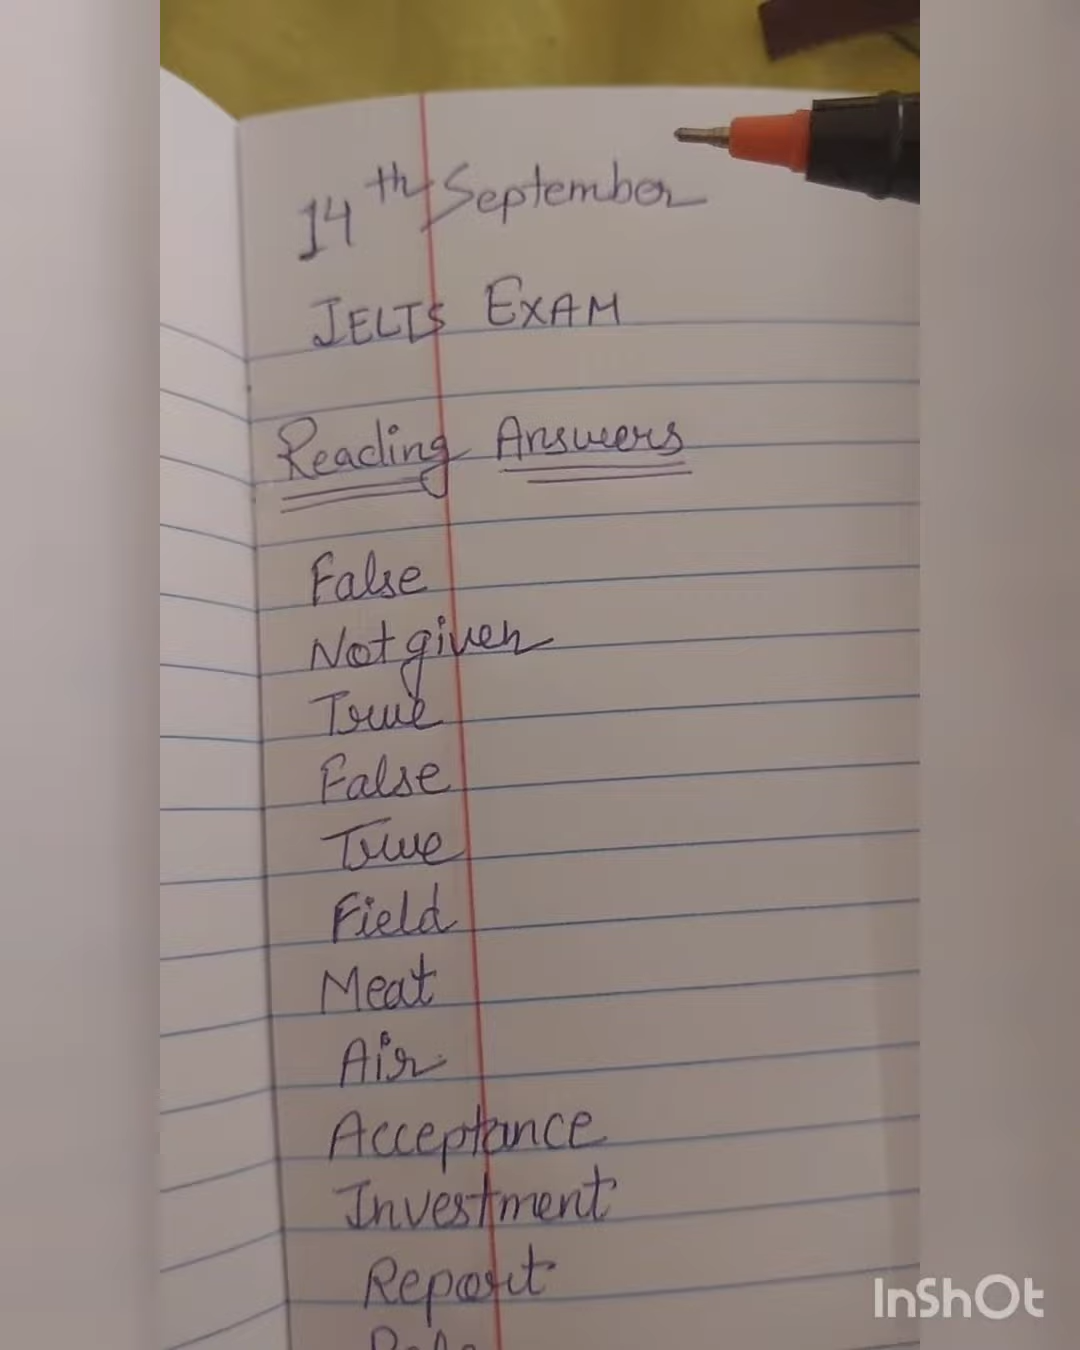 14th September
IELTS EXAM
Reading Answers
False
Not given
True
False
True
Field
Meat
Air
Acceptance
Investment
Report
InShOt